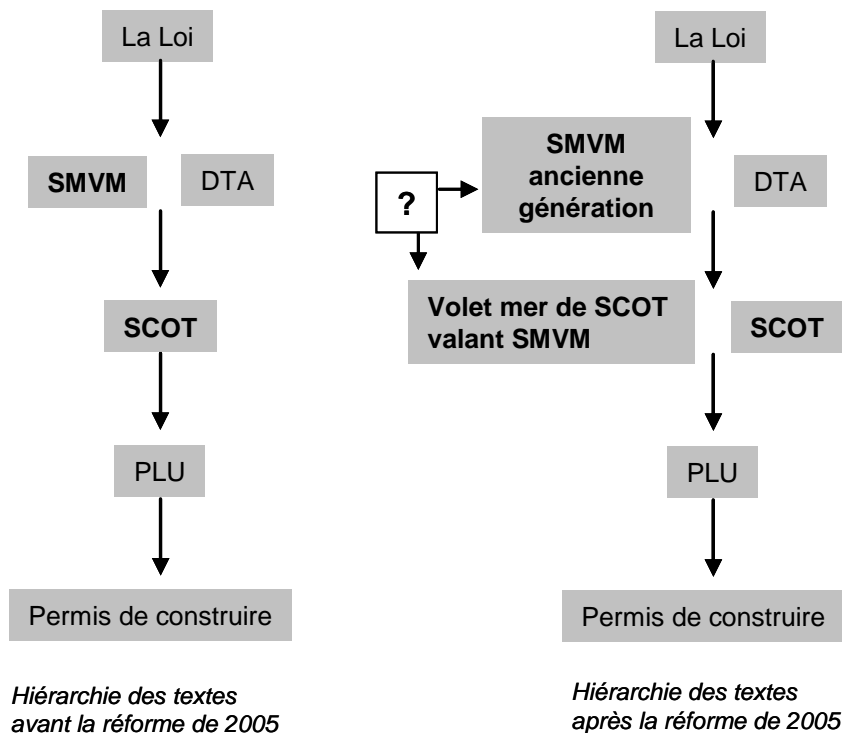 La Loi
SMVM
DTA
SCOT
PLU
Permis de construire
Hiérarchie des textes
avant la réforme de 2005
La Loi
SMVM
ancienne
génération
DTA
?
Volet mer de SCOT
valant SMVM
SCOT
PLU
Permis de construire
Hiérarchie des textes
après la réforme de 2005